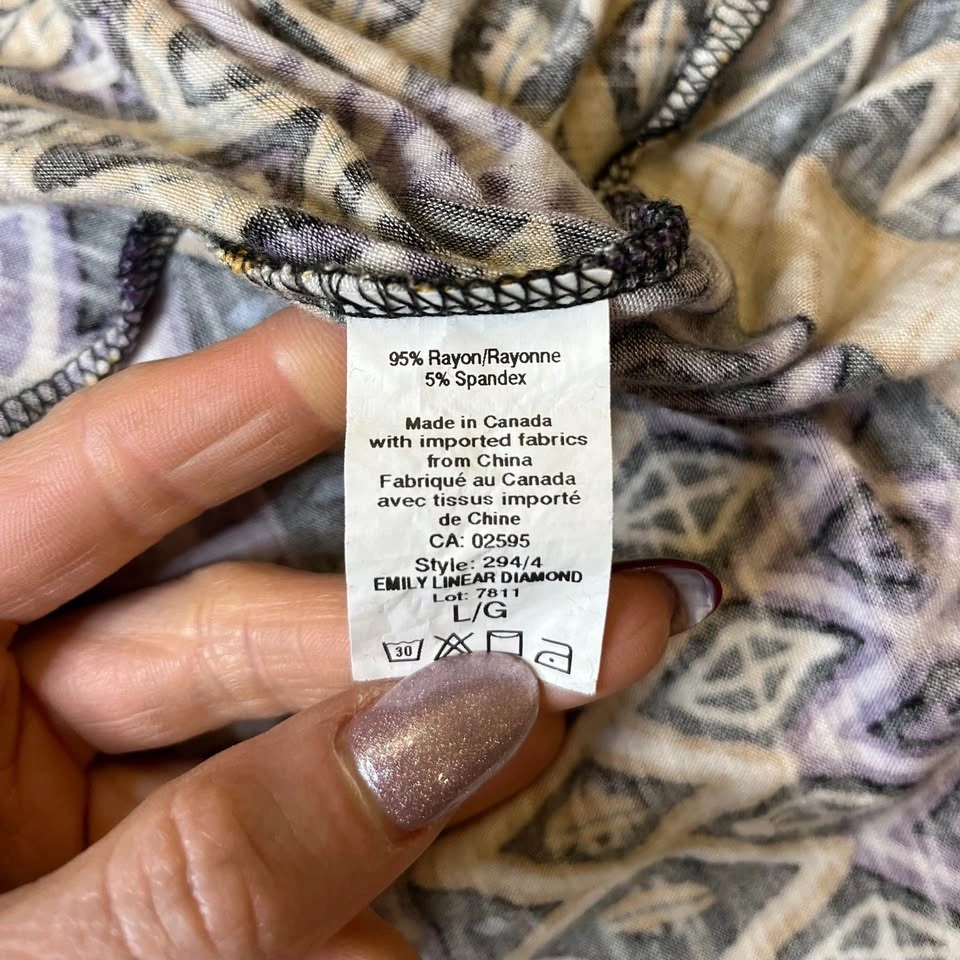 95% Rayon/Rayonne
5% Spandex
Made in Canada
with imported fabrics
from China
Fabriqué au Canada
avec tissus importé
de Chine
CA: 02595
Style: 294/4
EMILY LINEAR DIAMOND
Lot: 7811
L/G
30